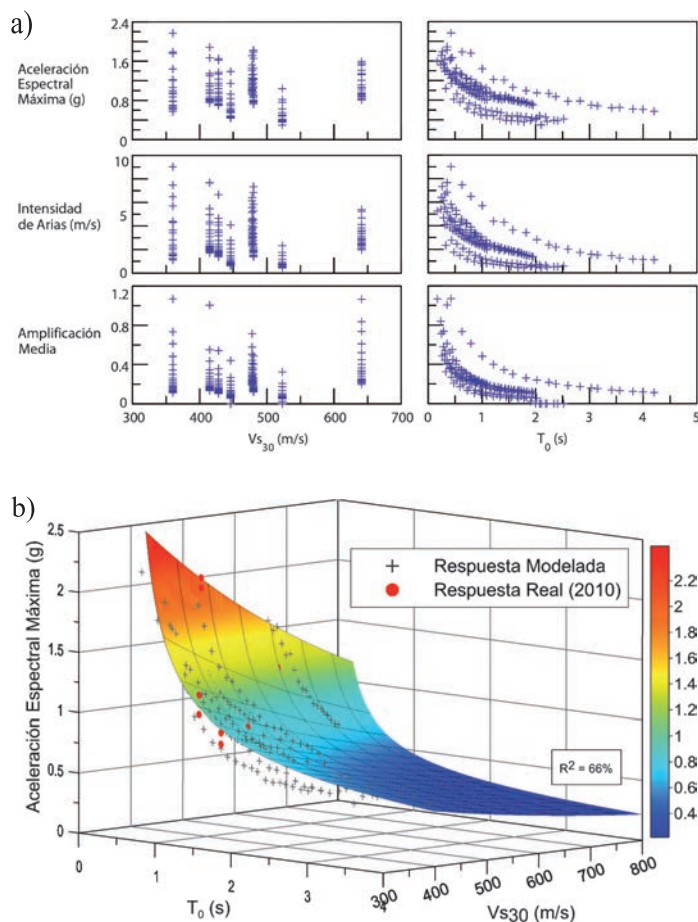 a)
2.4
1.6
0.8
0
Aceleración
Espectral
Máxima (g)
10
5
0
Intensidad
de Arias (m/s)
1.2
0.8
0.4
0
Amplificación
Media
300 400 500 600 700
Vs30 (m/s)
0 1 2 3 4 5
T0 (s)
b)
2.5
2
1.5
1
0.5
0
Aceleración Espectral Máxima (g)
Respuesta Modelada
Respuesta Real (2010)
R2 = 66%
2.25
2
1.8
1.6
1.4
1.2
1
0.8
0.6
0.4
0 1 2 3 4
T0 (s)
300 400 500 600 700 800
Vs30 (m/s)